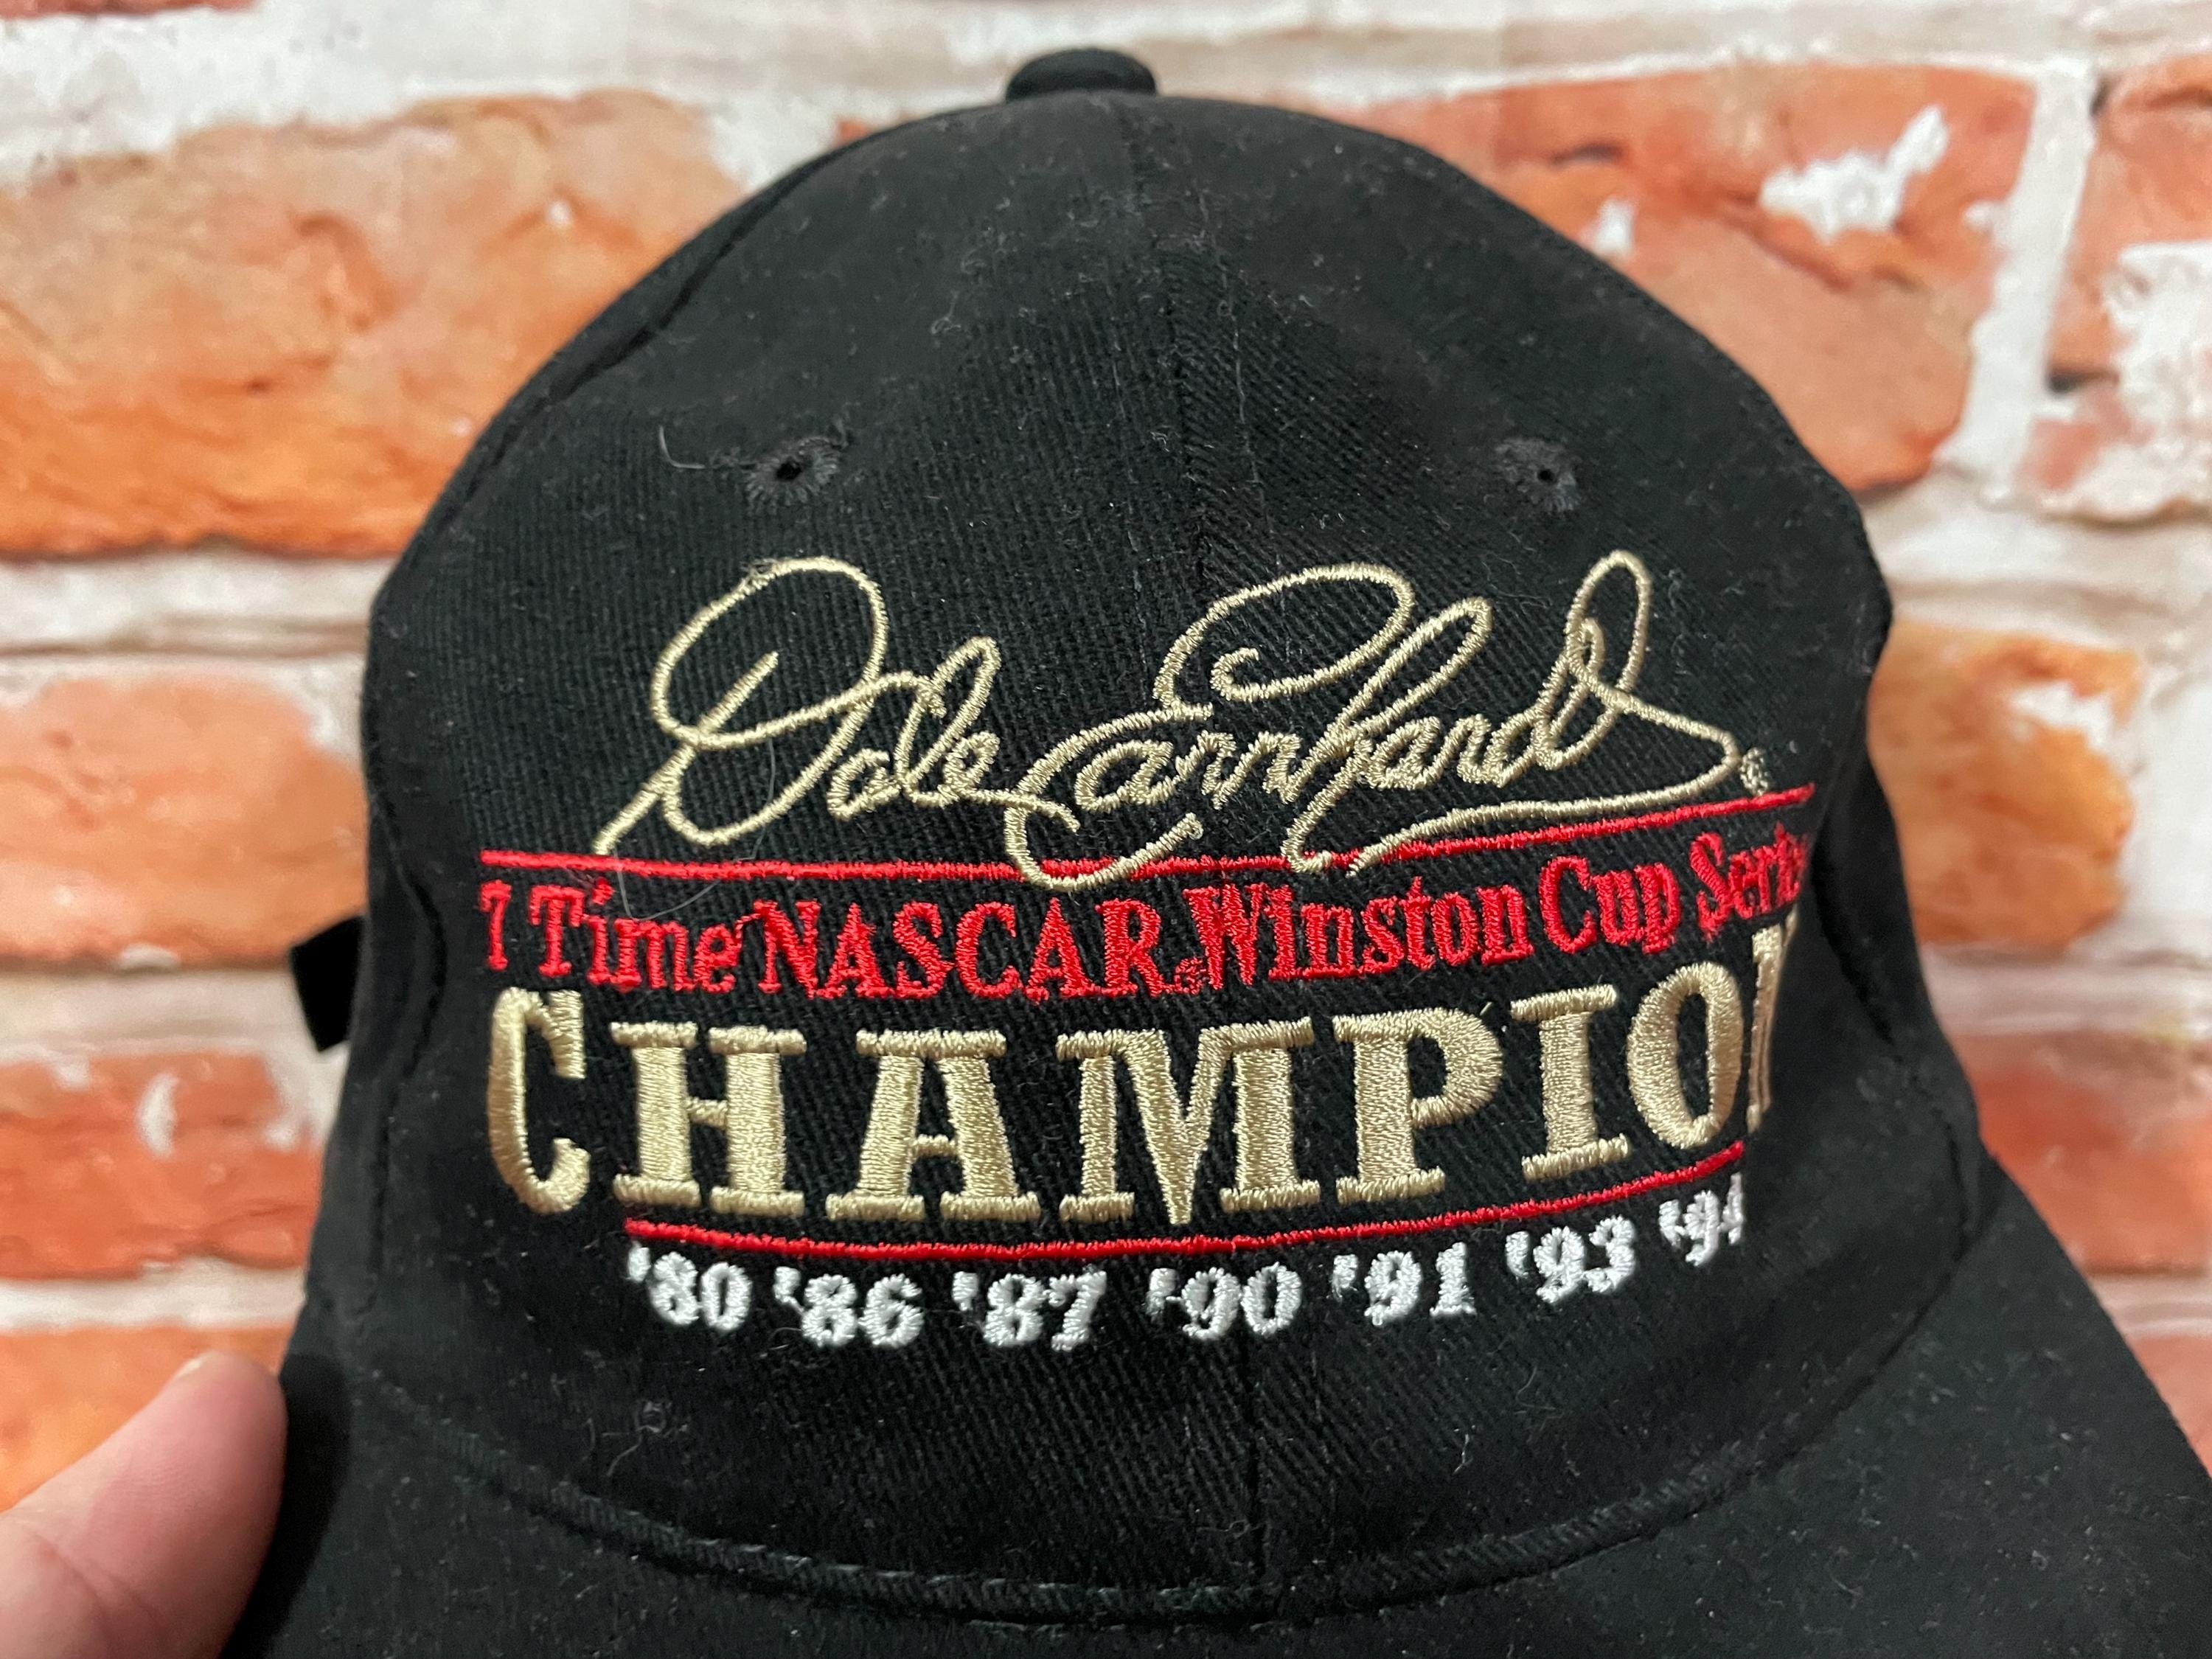 Dale Earnhardt®
7 Time NASCAR® Winston Cup Series
CHAMPION
'80 '86 '87 '90 '91 '93 '94